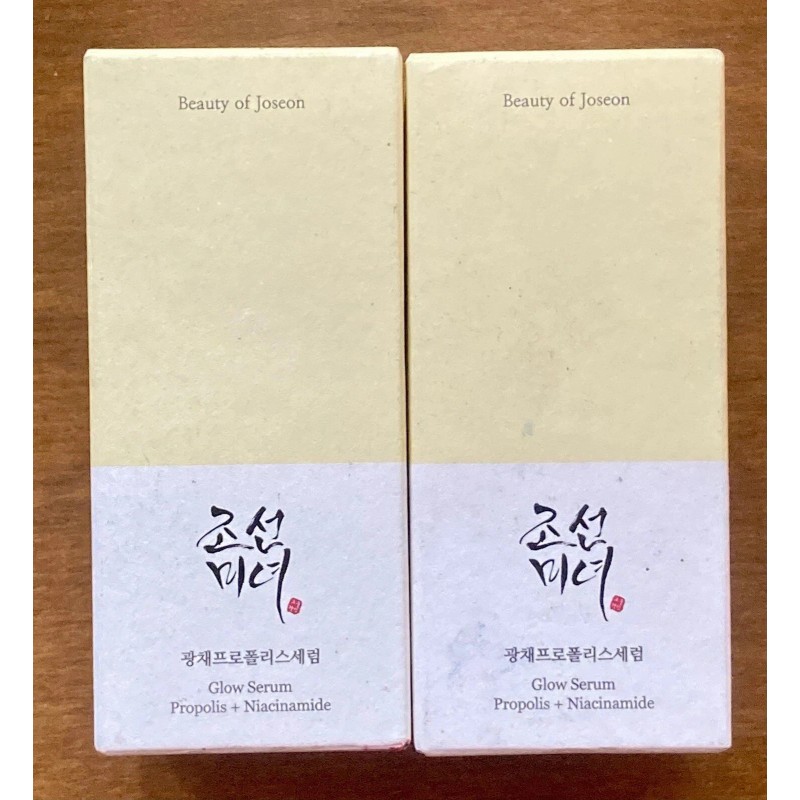 Beauty of Joseon
조선
미녀
광채프로폴리스세럼
Glow Serum
Propolis + Niacinamide
Beauty of Joseon
조선
미녀
광채프로폴리스세럼
Glow Serum
Propolis + Niacinamide